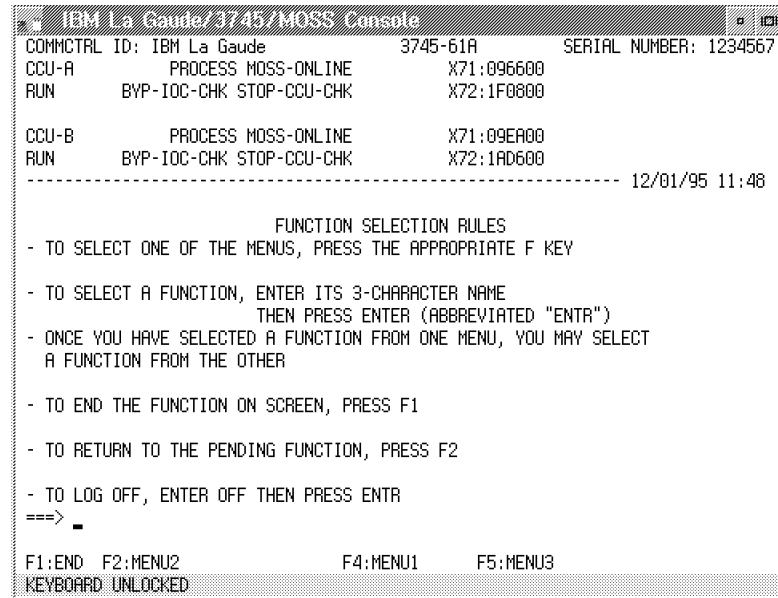 IBM La Gaude/3745/MOSS Console
COMMCTRL ID: IBM La Gaude 3745-61A SERIAL NUMBER: 1234567
CCU-A PROCESS MOSS-ONLINE X71:096600
RUN BYP-IOC-CHK STOP-CCU-CHK X72:1F0800
CCU-B PROCESS MOSS-ONLINE X71:09EA00
RUN BYP-IOC-CHK STOP-CCU-CHK X72:1AD600
-------------------------------------------------------------- 12/01/95 11:48
FUNCTION SELECTION RULES
- TO SELECT ONE OF THE MENUS, PRESS THE APPROPRIATE F KEY
- TO SELECT A FUNCTION, ENTER ITS 3-CHARACTER NAME
THEN PRESS ENTER (ABBREVIATED "ENTR")
- ONCE YOU HAVE SELECTED A FUNCTION FROM ONE MENU, YOU MAY SELECT
A FUNCTION FROM THE OTHER
- TO END THE FUNCTION ON SCREEN, PRESS F1
- TO RETURN TO THE PENDING FUNCTION, PRESS F2
- TO LOG OFF, ENTER OFF THEN PRESS ENTR
===> _
F1:END F2:MENU2 F4:MENU1 F5:MENU3
KEYBOARD UNLOCKED